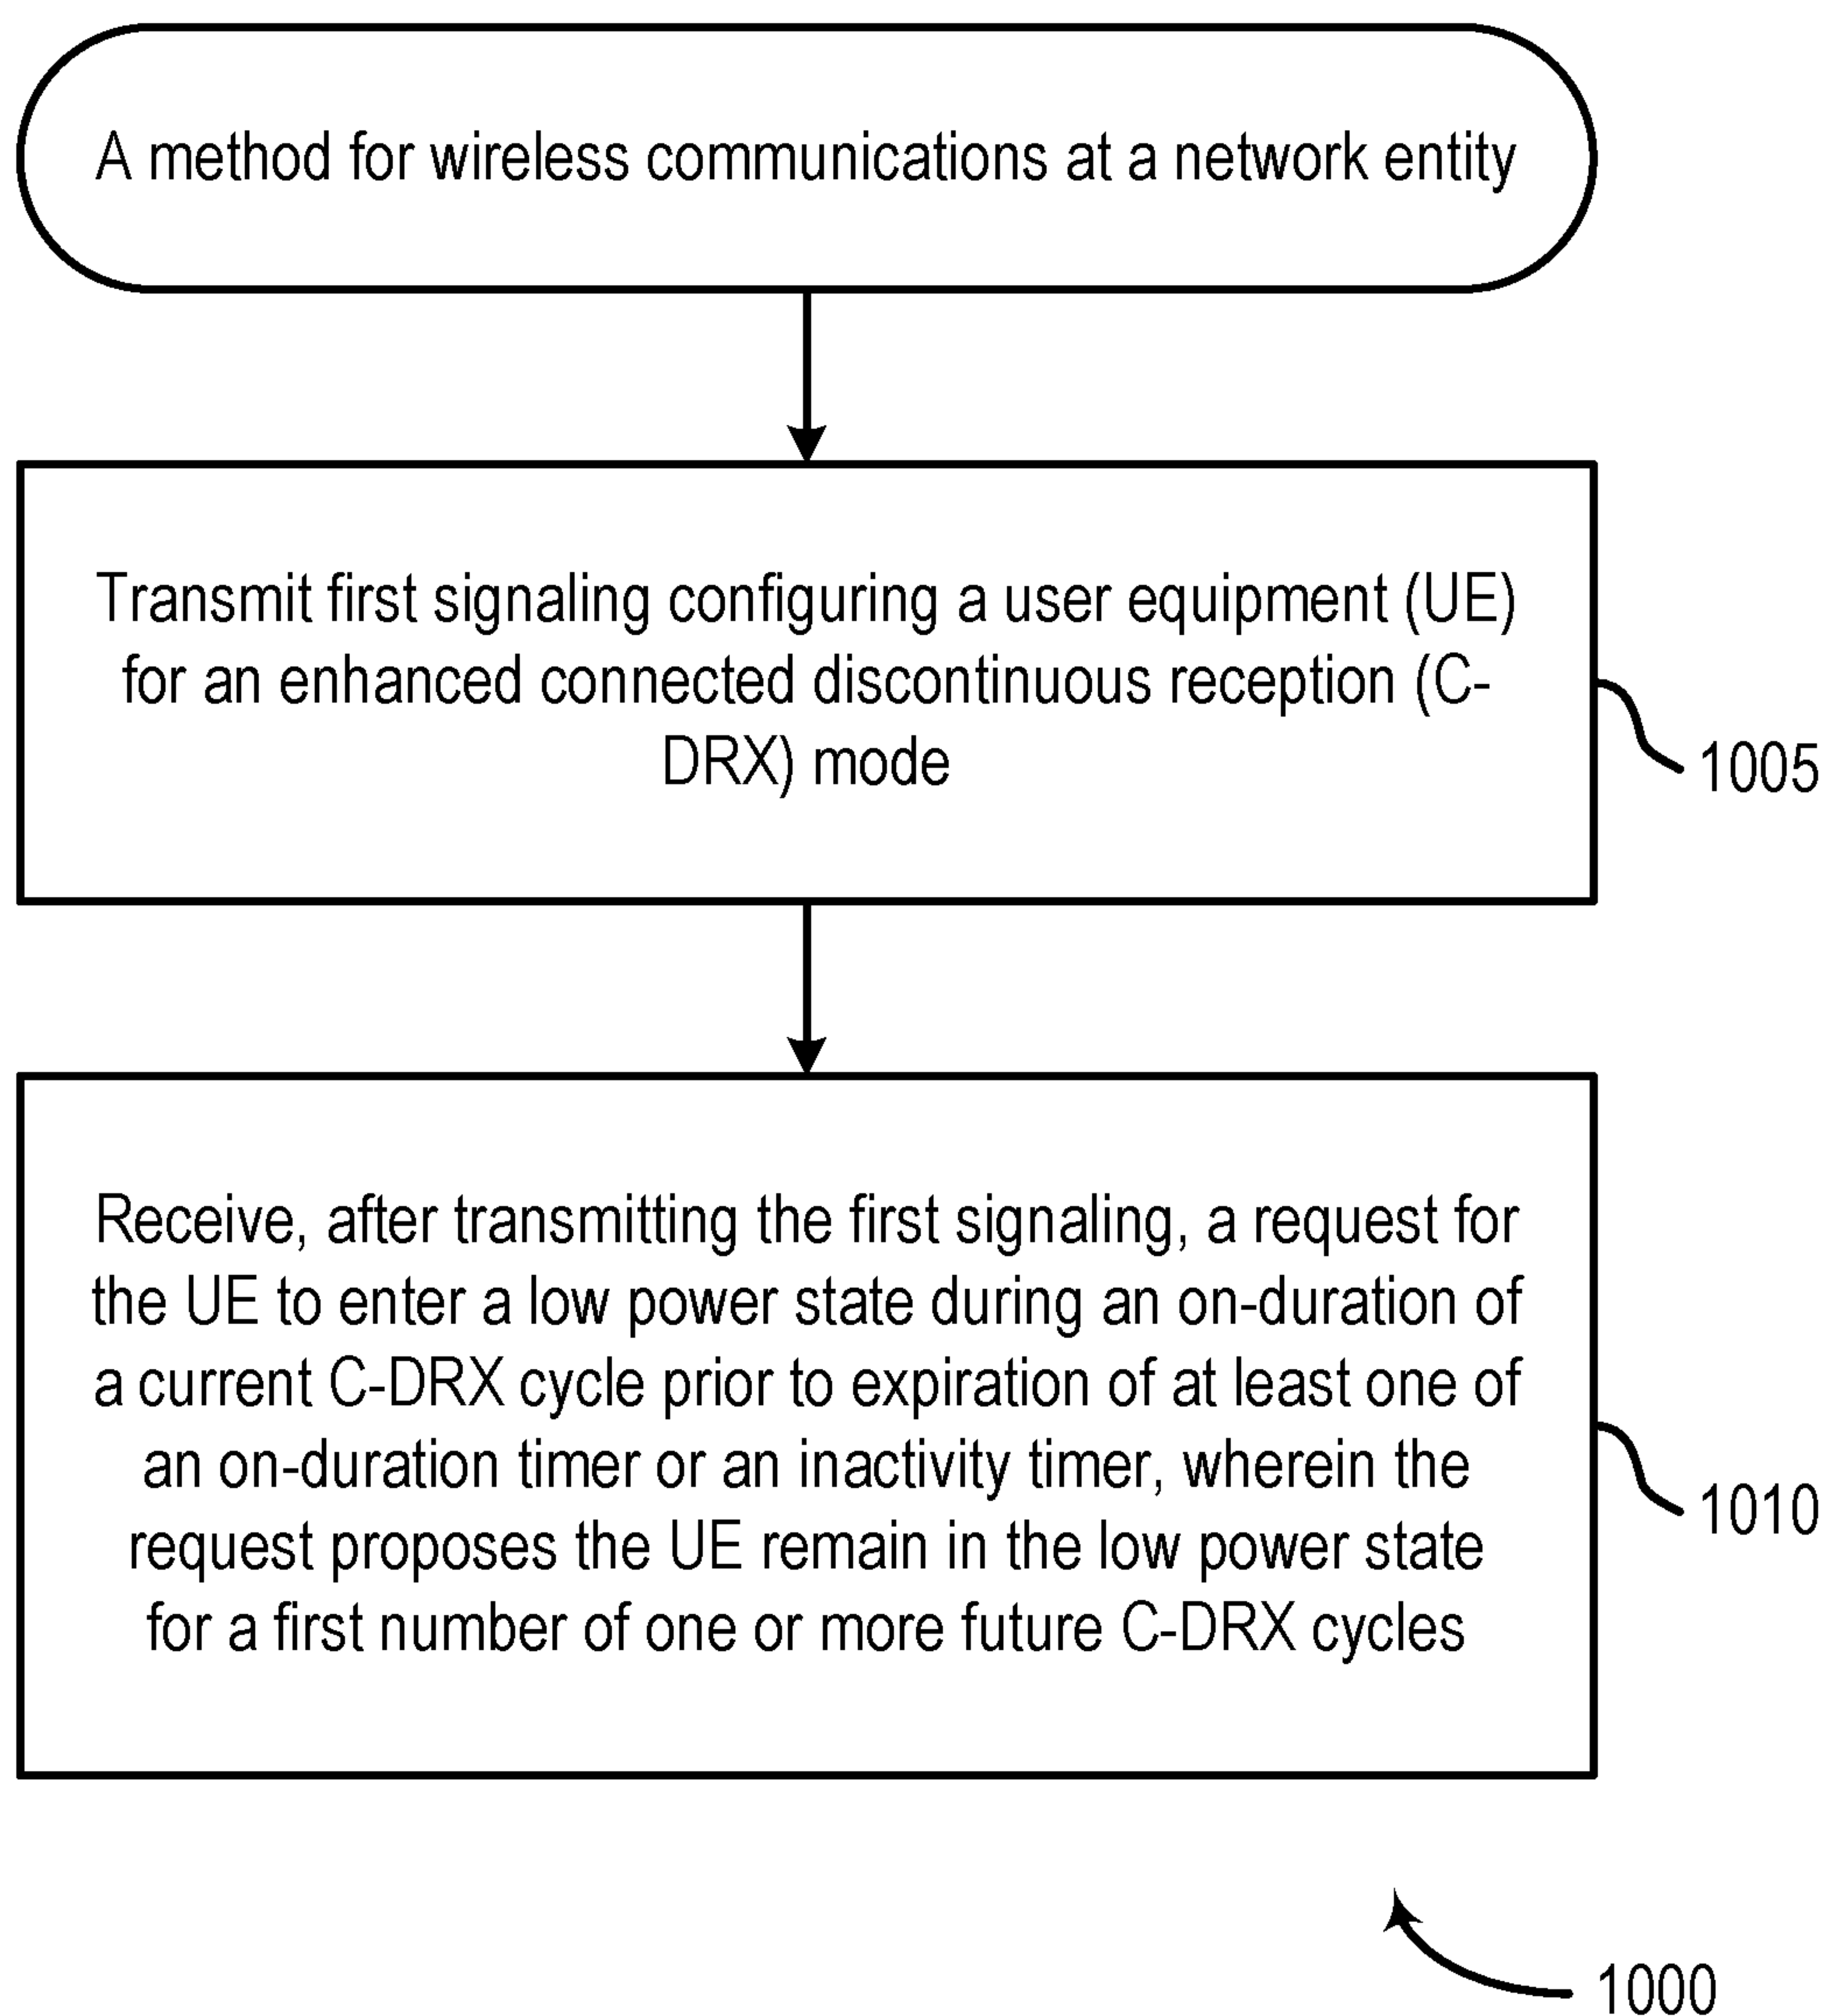 A method for wireless communications at a network entity
Transmit first signaling configuring a user equipment (UE)
for an enhanced connected discontinuous reception (C-
DRX) mode
1005
Receive, after transmitting the first signaling, a request for
the UE to enter a low power state during an on-duration of
a current C-DRX cycle prior to expiration of at least one of
an on-duration timer or an inactivity timer, wherein the
request proposes the UE remain in the low power state
for a first number of one or more future C-DRX cycles
1010
1000